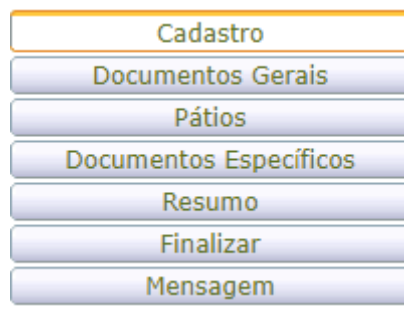 Cadastro
Documentos Gerais
Pátios
Documentos Específicos
Resumo
Finalizar
Mensagem